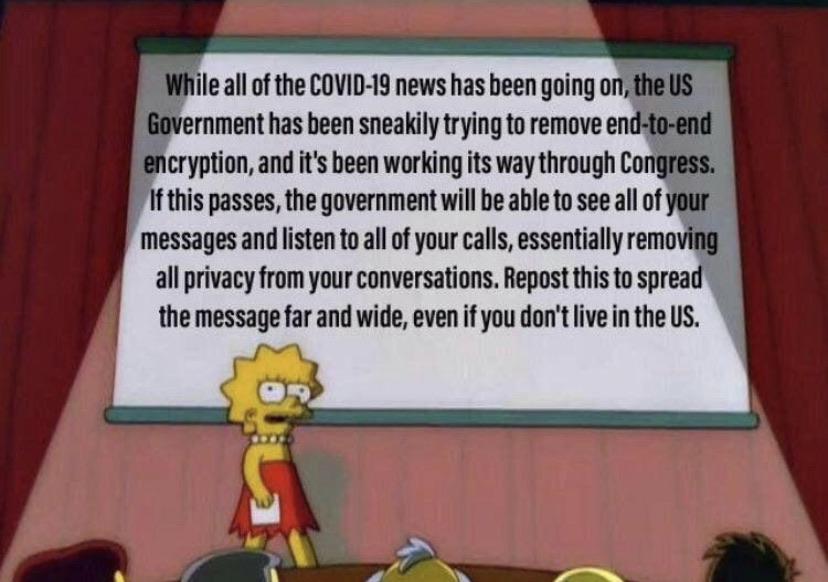 While all of the COVID-19 news has been going on, the US
Government has been sneakily trying to remove end-to-end
encryption, and it's been working its way through Congress.
If this passes, the government will be able to see all of your
messages and listen to all of your calls, essentially removing
all privacy from your conversations. Repost this to spread
the message far and wide, even if you don't live in the US.